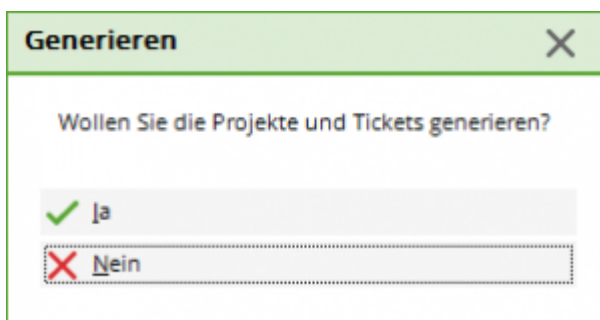 Generieren
Wollen Sie die Projekte und Tickets generieren?
Ja
Nein